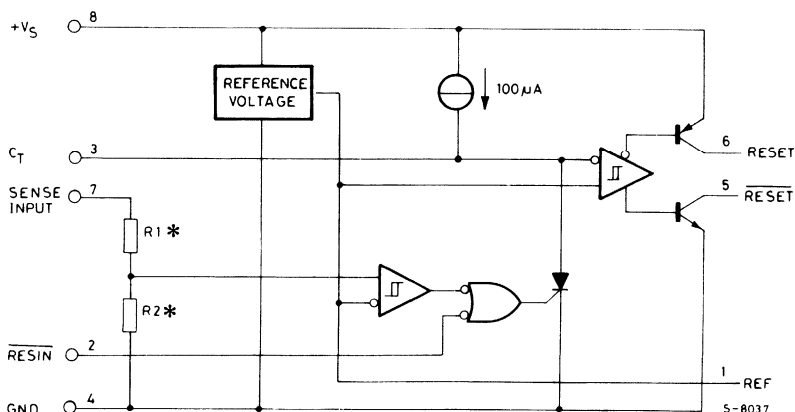 +VS 8
REFERENCE
VOLTAGE
100µA
CT 3
6 RESET
SENSE
INPUT 7
5 RESET
R1*
R2*
RESIN 2
1 REF
GND 4
S-8037